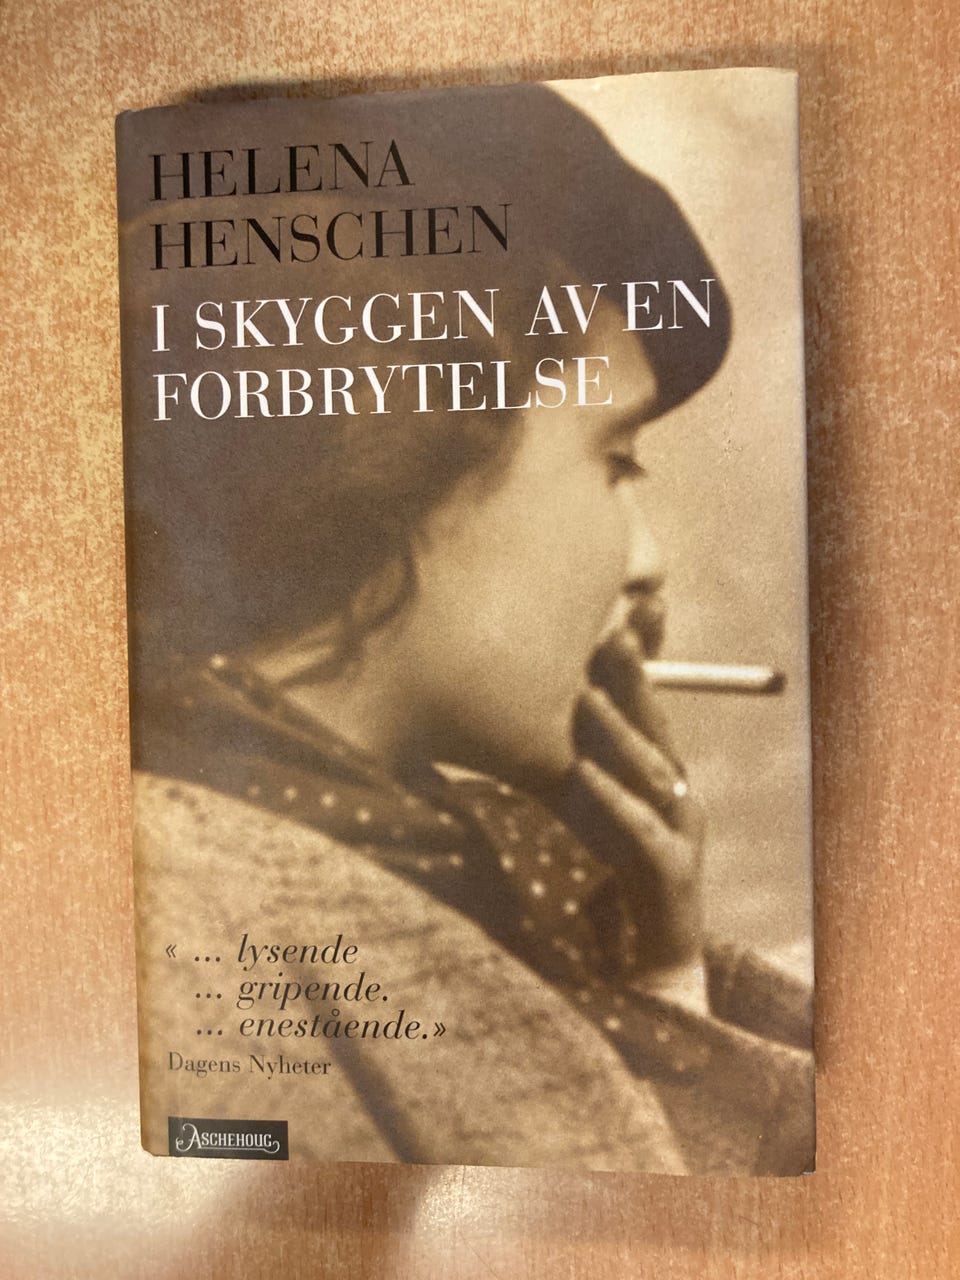 HELENA
HENSCHEN
I SKYGGEN AV EN
FORBRYTELSE
« ... lysende
... gripende.
... enestående.»
Dagens Nyheter
ASCHEHOUG